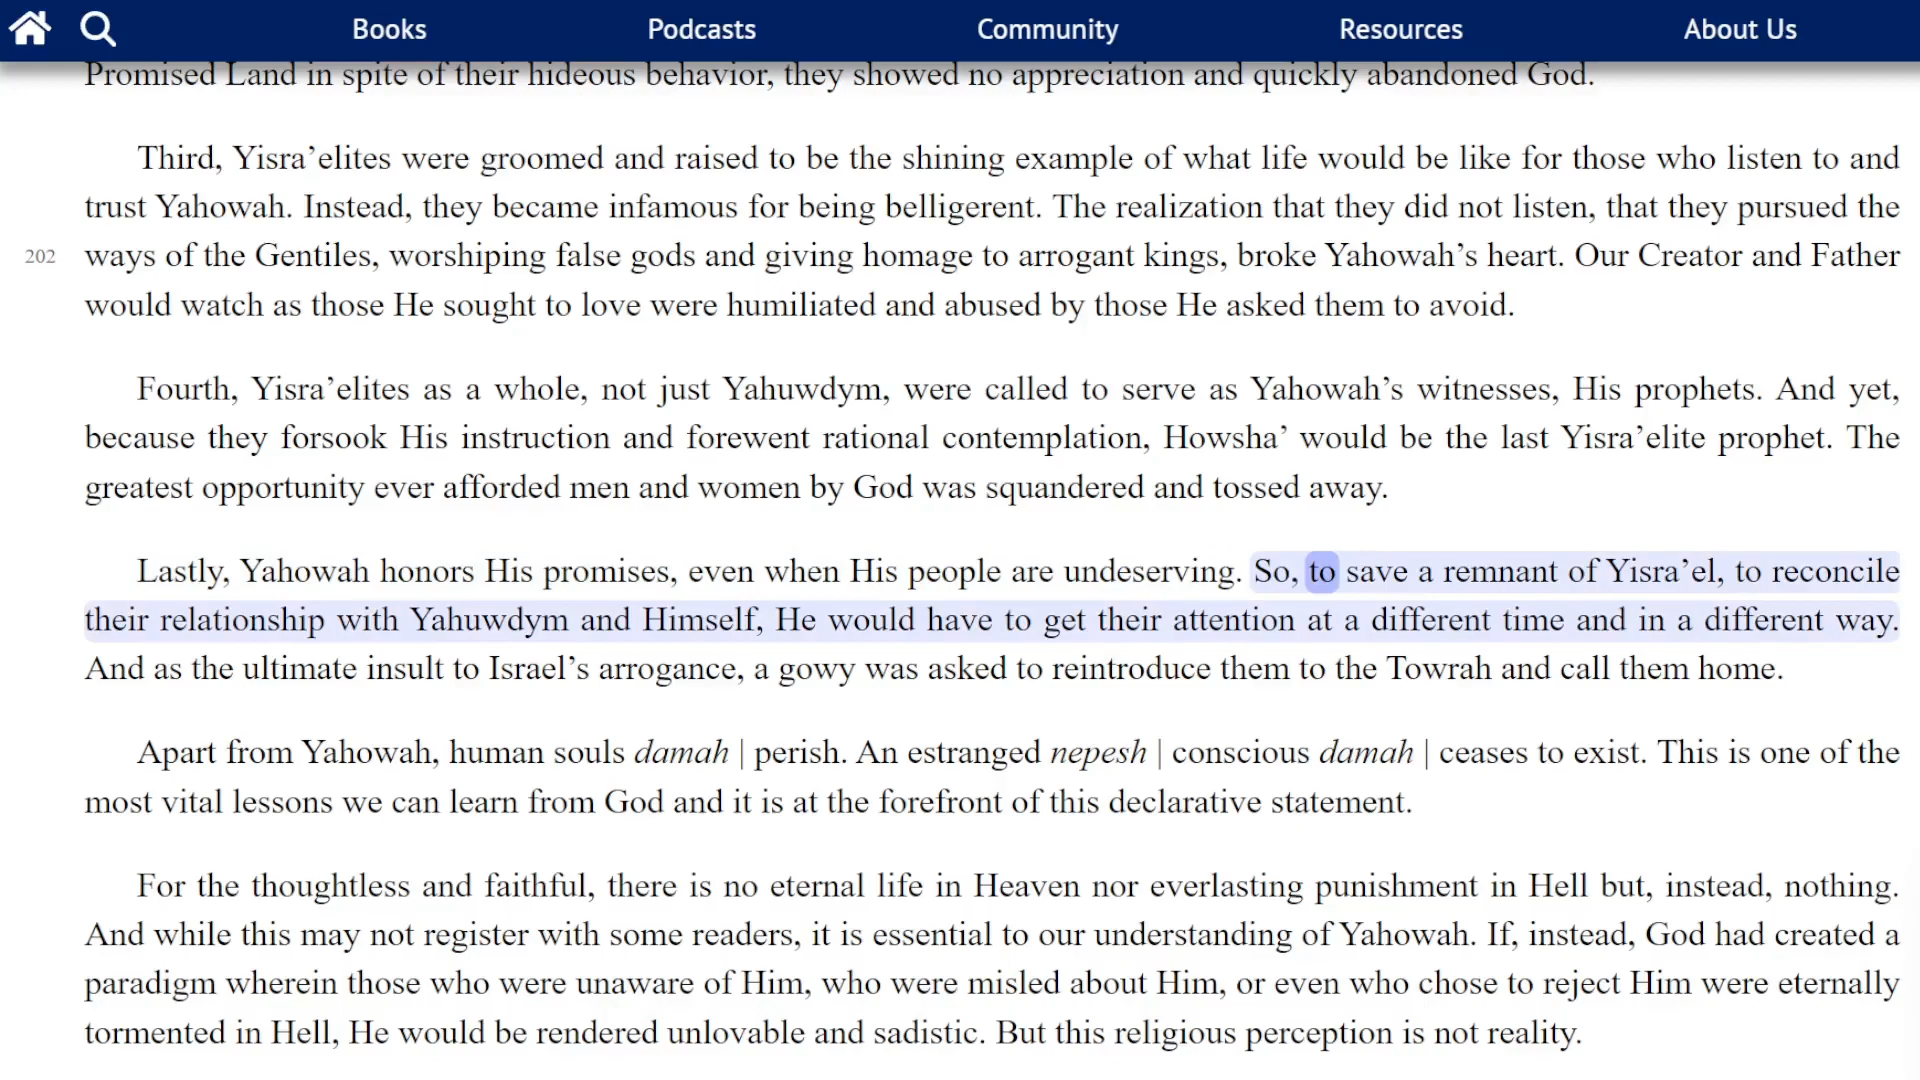 Books Podcasts Community Resources About Us
Promised Land in spite of their hideous behavior, they showed no appreciation and quickly abandoned God.
Third, Yisra’elites were groomed and raised to be the shining example of what life would be like for those who listen to and
trust Yahowah. Instead, they became infamous for being belligerent. The realization that they did not listen, that they pursued the
202 ways of the Gentiles, worshiping false gods and giving homage to arrogant kings, broke Yahowah’s heart. Our Creator and Father
would watch as those He sought to love were humiliated and abused by those He asked them to avoid.
Fourth, Yisra’elites as a whole, not just Yahuwdym, were called to serve as Yahowah’s witnesses, His prophets. And yet,
because they forsook His instruction and forewent rational contemplation, Howsha’ would be the last Yisra’elite prophet. The
greatest opportunity ever afforded men and women by God was squandered and tossed away.
Lastly, Yahowah honors His promises, even when His people are undeserving. So, to save a remnant of Yisra’el, to reconcile
their relationship with Yahuwdym and Himself, He would have to get their attention at a different time and in a different way.
And as the ultimate insult to Israel’s arrogance, a gowy was asked to reintroduce them to the Towrah and call them home.
Apart from Yahowah, human souls damah | perish. An estranged nepesh | conscious damah | ceases to exist. This is one of the
most vital lessons we can learn from God and it is at the forefront of this declarative statement.
For the thoughtless and faithful, there is no eternal life in Heaven nor everlasting punishment in Hell but, instead, nothing.
And while this may not register with some readers, it is essential to our understanding of Yahowah. If, instead, God had created a
paradigm wherein those who were unaware of Him, who were misled about Him, or even who chose to reject Him were eternally
tormented in Hell, He would be rendered unlovable and sadistic. But this religious perception is not reality.